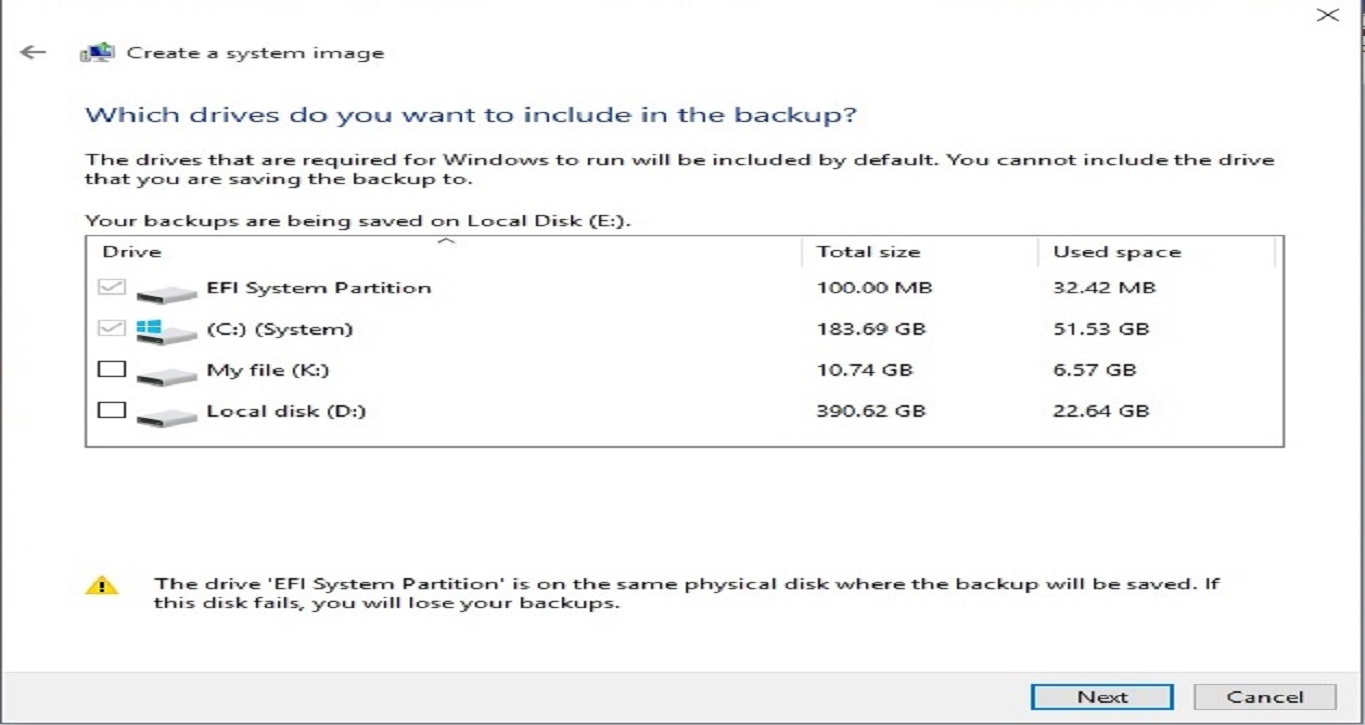 Create a system image
Which drives do you want to include in the backup?
The drives that are required for Windows to run will be included by default. You cannot include the drive
that you are saving the backup to.
Your backups are being saved on Local Disk (E:).
Drive Total size Used space
EFI System Partition 100.00 MB 32.42 MB
(C:) (System) 183.69 GB 51.53 GB
My file (K:) 10.74 GB 6.57 GB
Local disk (D:) 390.62 GB 22.64 GB
The drive 'EFI System Partition' is on the same physical disk where the backup will be saved. If
this disk fails, you will lose your backups.
Next Cancel